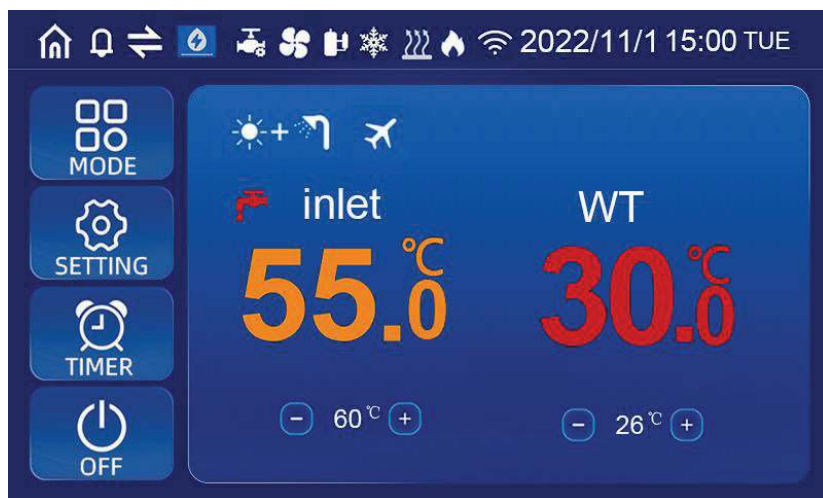 2022/11/1 15:00 TUE
MODE
SETTING
TIMER
OFF
inlet
WT
55.0℃
30.0℃
- 60℃ +
- 26℃ +